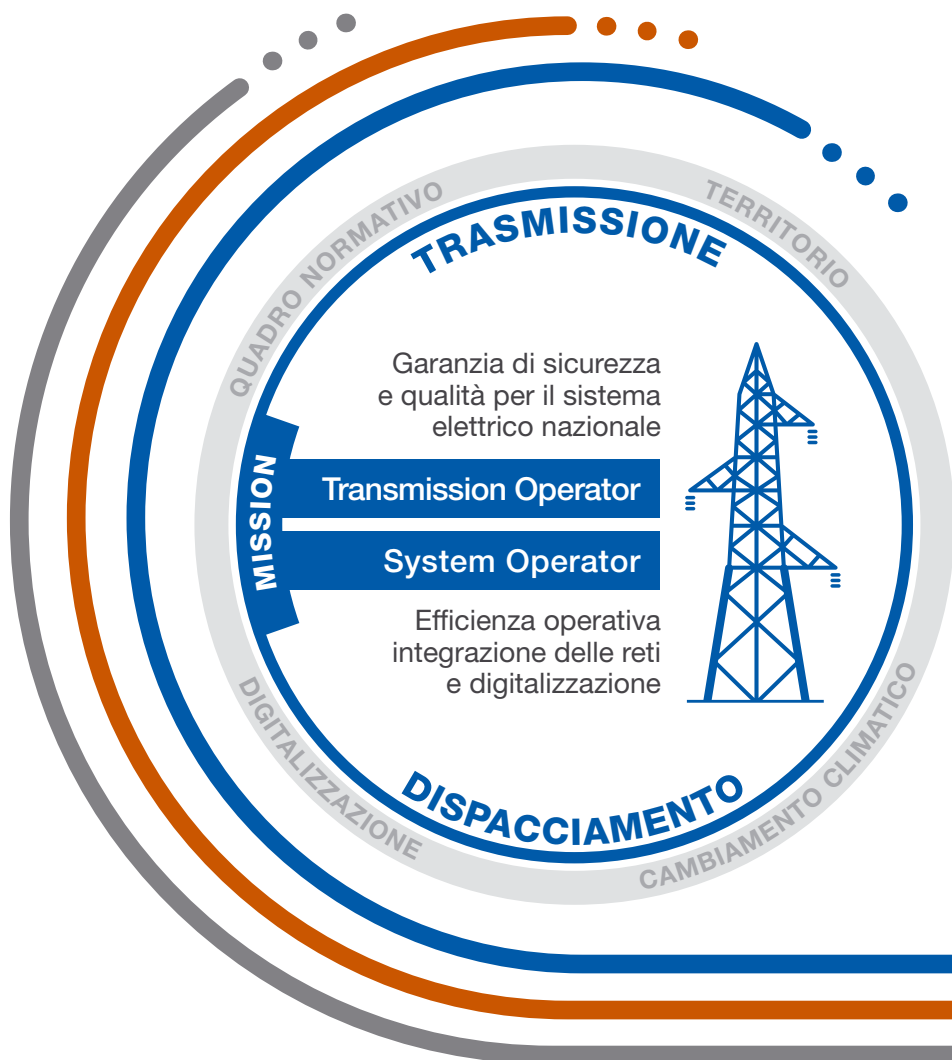 QUADRO NORMATIVO
TERRITORIO
TRASMISSIONE
Garanzia di sicurezza
e qualità per il sistema
elettrico nazionale
MISSION
Transmission Operator
System Operator
Efficienza operativa
integrazione delle reti
e digitalizzazione
DISPACCIAMENTO
DIGITALIZZAZIONE
CAMBIAMENTO CLIMATICO